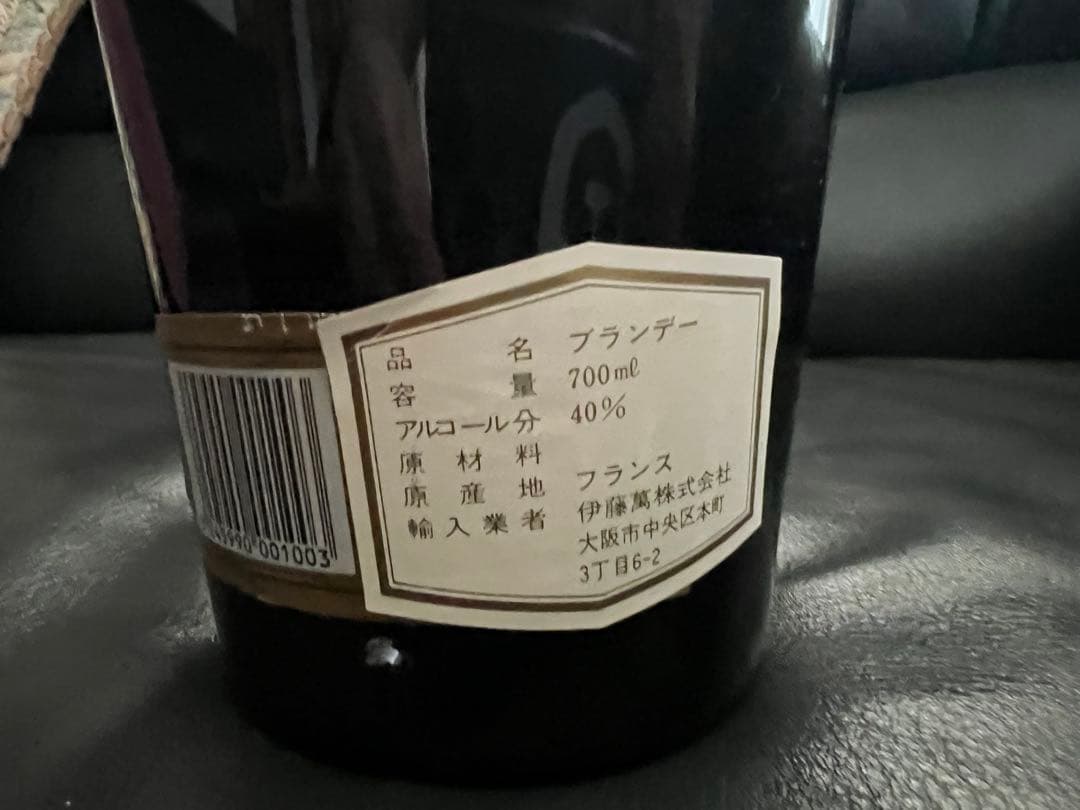 品名 ブランデー
容量 700ml
アルコール分 40%
原材料
原産地 フランス
輸入業者 伊藤萬株式会社
大阪市中央区本町
3丁目6-2
990 001003